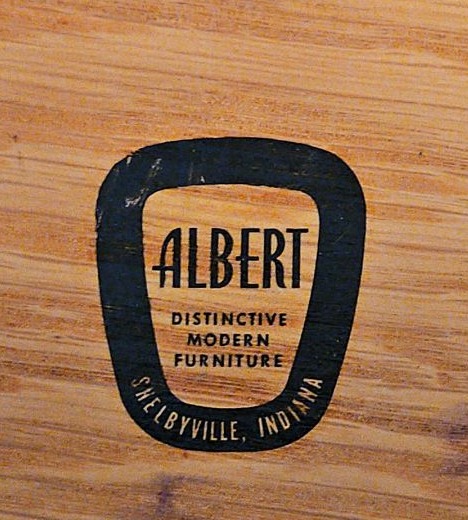 ALBERT
DISTINCTIVE
MODERN
FURNITURE
SHELBYVILLE, INDIANA